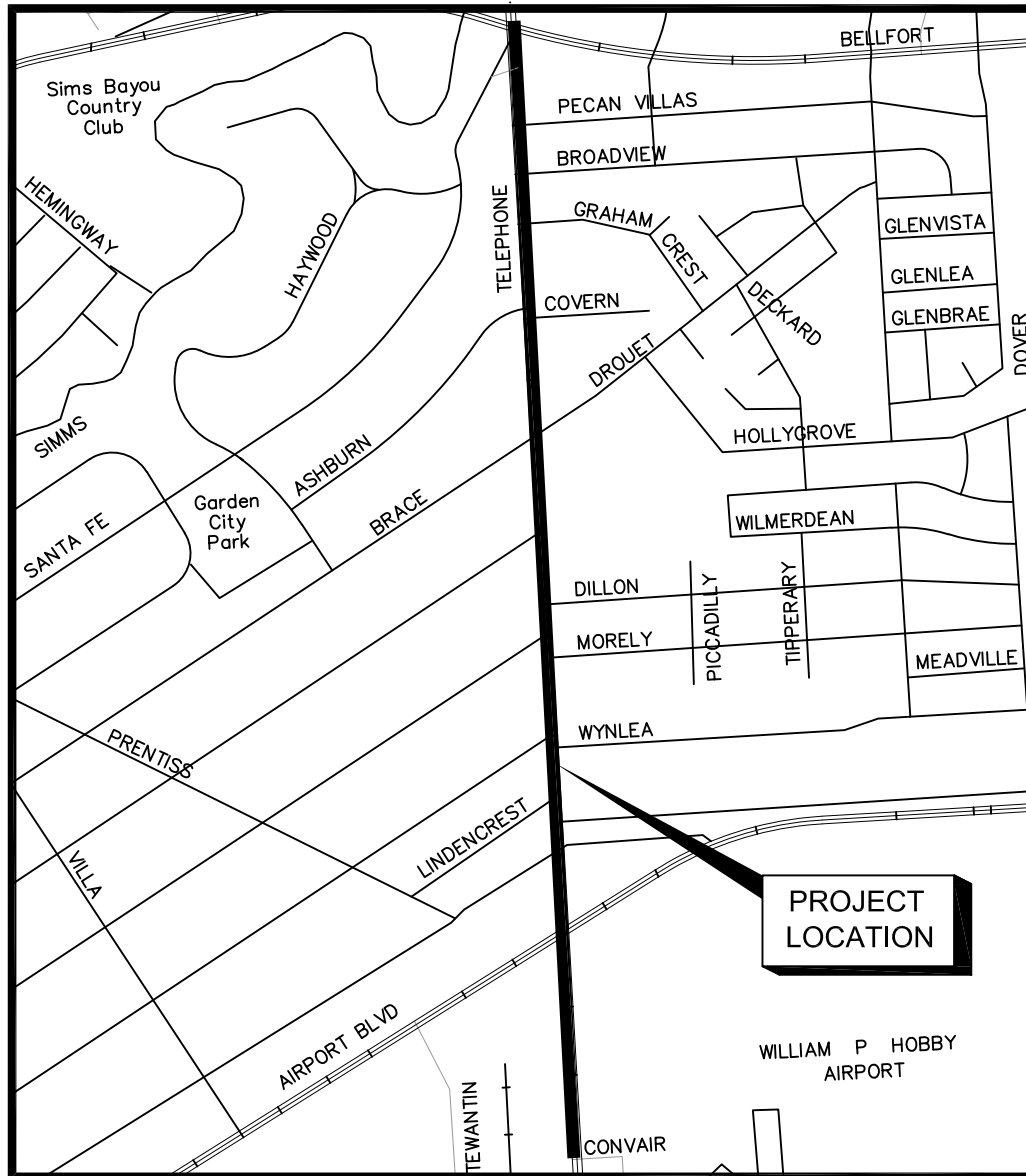 BELLFORT
Sims Bayou
Country
Club
PECAN VILLAS
BROADVIEW
HEMINGWAY
HAYWOOD
TELEPHONE
GRAHAM
CREST
GLENVISTA
GLENLEA
GLENBRAE
DOVER
COVERN
DECKARD
DROUET
SIMMS
HOLLYGROVE
ASHBURN
BRACE
SANTA FE
Garden
City
Park
WILMERDEAN
DILLON
PICCADILLY
TIPPERARY
MORELY
MEADVILLE
WYNLEA
PRENTISS
LINDENCREST
VILLA
PROJECT
LOCATION
AIRPORT BLVD
WILLIAM P HOBBY
AIRPORT
TEWANTIN
CONVAIR